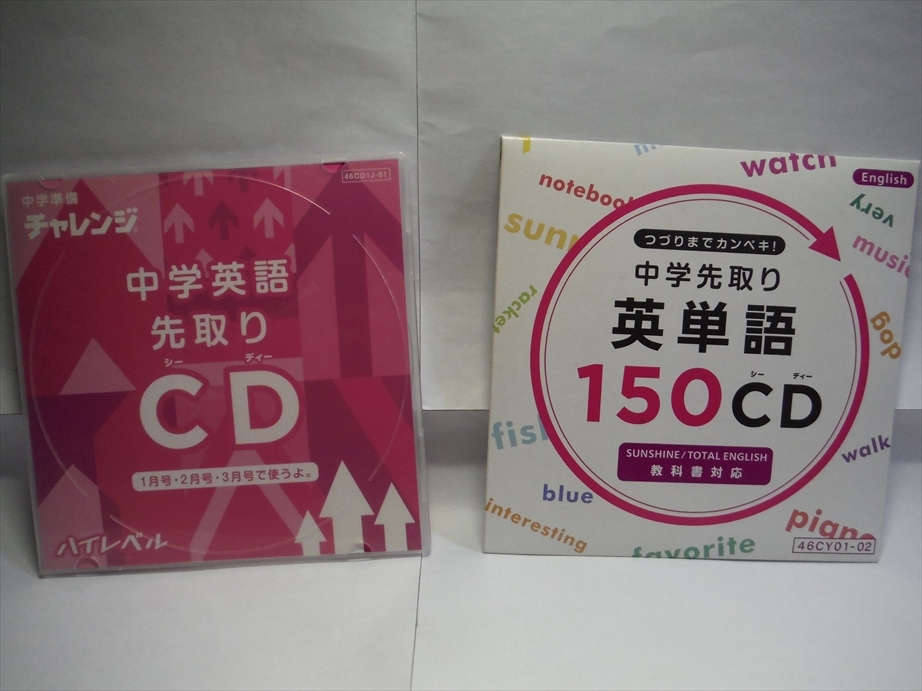 46CD1J-01
中学準備
チャレンジ®
中学英語
先取り
シー ディー
CD
1月号・2月号・3月号で使うよ。
ハイレベル
watch
English
notebook
very
sunny
music
つづりまでカンペキ!
中学先取り
英単語
シー ディー
150CD
racket
dog
SUNSHINE/TOTAL ENGLISH
教科書対応
fish
walk
blue
interesting
piano
favorite
46CY01-02